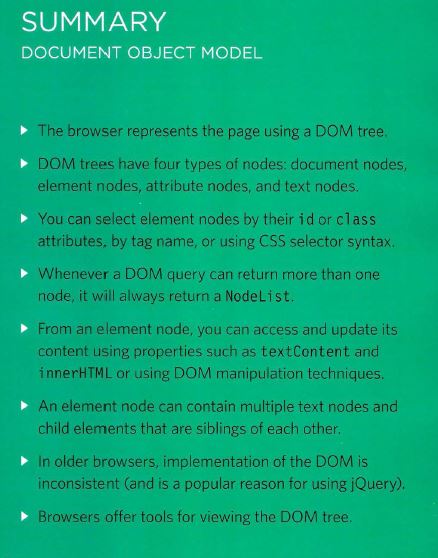 SUMMARY
DOCUMENT OBJECT MODEL
The browser represents the page using a DOM tree.
DOM trees have four types of nodes: document nodes,
element nodes, attribute nodes, and text nodes.
You can select element nodes by their id or class
attributes, by tag name, or using CSS selector syntax.
Whenever a DOM query can return more than one
node, it will always return a NodeList.
From an element node, you can access and update its
content using properties such as textContent and
innerHTML or using DOM manipulation techniques.
An element node can contain multiple text nodes and
child elements that are siblings of each other.
In older browsers, implementation of the DOM is
inconsistent (and is a popular reason for using jQuery).
Browsers offer tools for viewing the DOM tree.